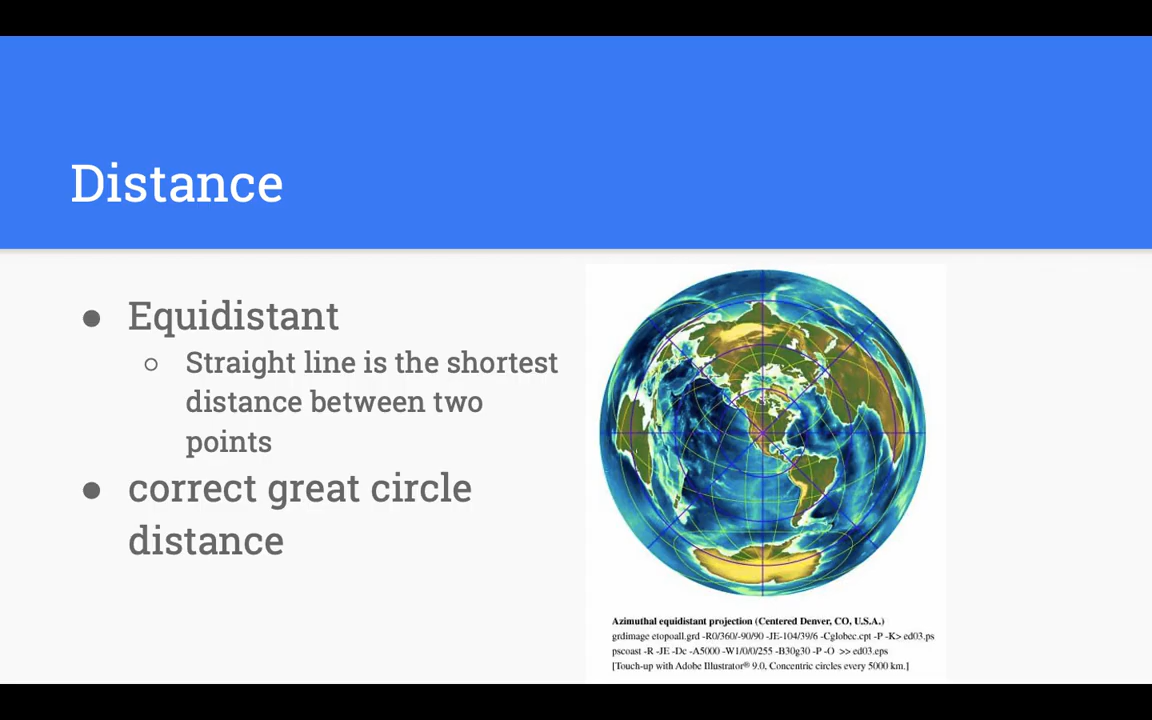 Distance
● Equidistant
○ Straight line is the shortest
distance between two
points
● correct great circle
distance
Azimuthal equidistant projection (Centered Denver, CO, U.S.A.)
grdimage etopoall.grd -R0/360/-90/90 -JE-104/39/6 -Cglobec.cpt -P -K> ed03.ps
pscoast -R -JE -Dc -A5000 -W1/0/0/255 -B30g30 -P -O >> ed03.eps
[Touch-up with Adobe Illustrator® 9.0, Concentric circles every 5000 km.]